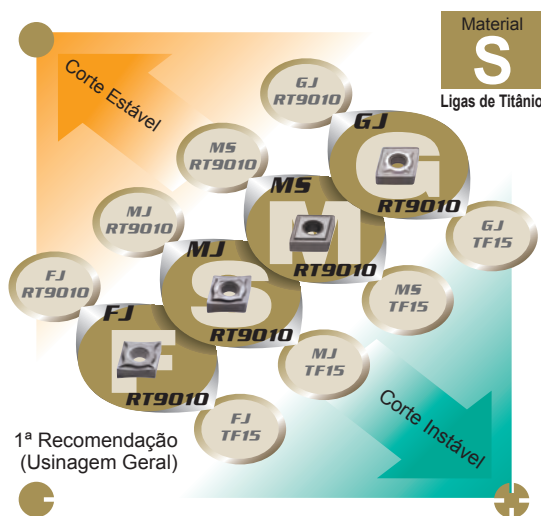 Material
S
Ligas de Titânio
Corte Estável
GJ
RT9010
GJ
G
RT9010
MS
RT9010
MS
M
RT9010
GJ
TF15
MJ
RT9010
MJ
S
RT9010
MS
TF15
FJ
RT9010
FJ
F
RT9010
MJ
TF15
FJ
TF15
Corte Instável
1ª Recomendação
(Usinagem Geral)